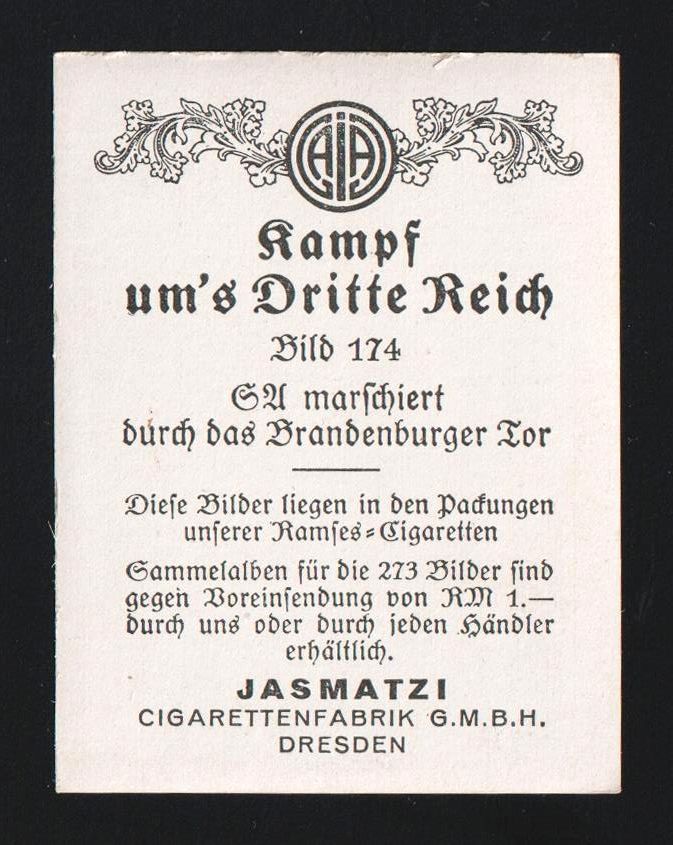 Kampf
um's Dritte Reich
Bild 174
SA marschiert
durch das Brandenburger Tor
Diese Bilder liegen in den Packungen
unserer Ramses-Cigaretten
Sammelalben für die 273 Bilder sind
gegen Voreinsendung von RM 1.—
durch uns oder durch jeden Händler
erhältlich.
JASMATZI
CIGARETTENFABRIK G.M.B.H.
DRESDEN